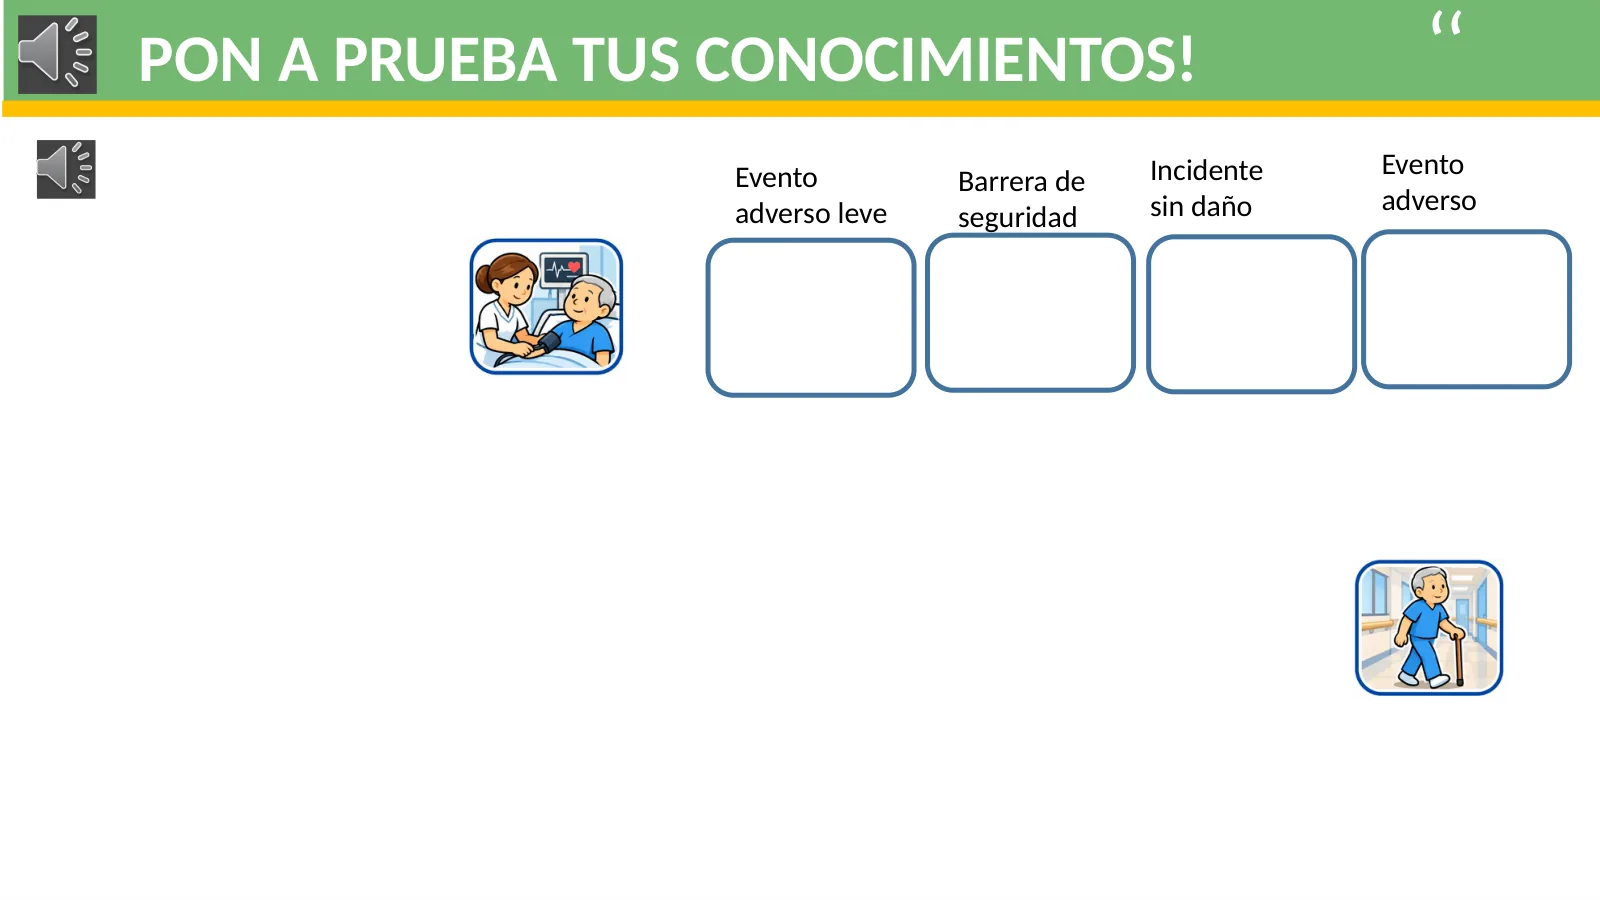 “
PON A PRUEBA TUS CONOCIMIENTOS!
Evento
adverso leve
Barrera de
seguridad
Incidente
sin daño
Evento
adverso